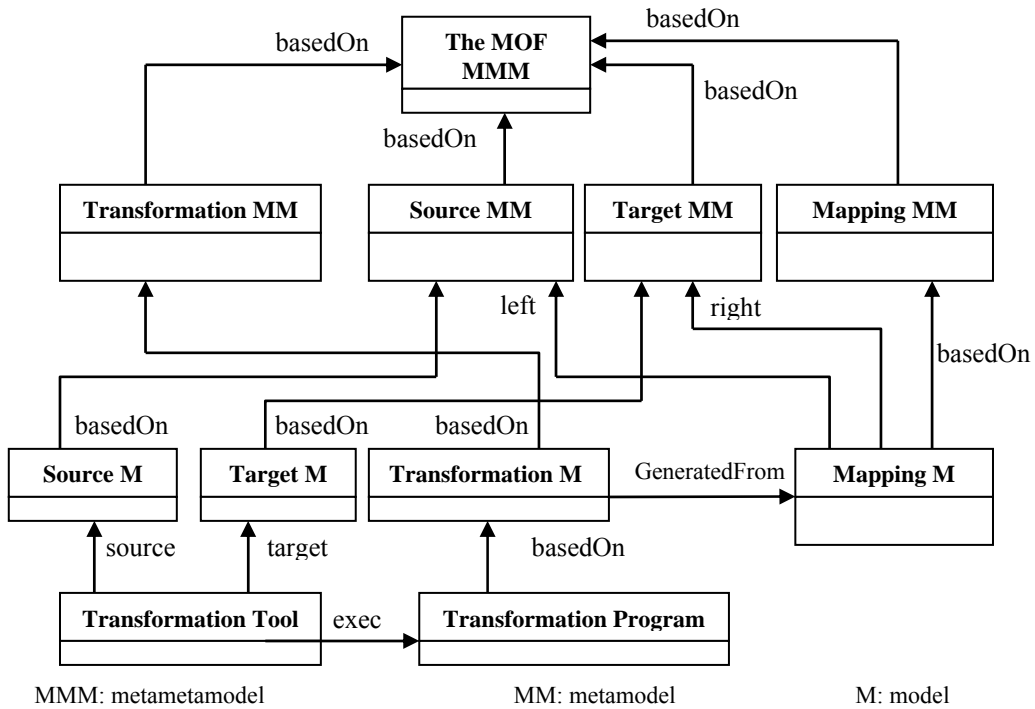 basedOn
basedOn
The MOF
MMM
basedOn
basedOn
Transformation MM
Source MM
Target MM
Mapping MM
left
right
basedOn
basedOn
basedOn
basedOn
Source M
Target M
Transformation M
GeneratedFrom
Mapping M
source
target
basedOn
Transformation Tool
exec
Transformation Program
MMM: metametamodel
MM: metamodel
M: model